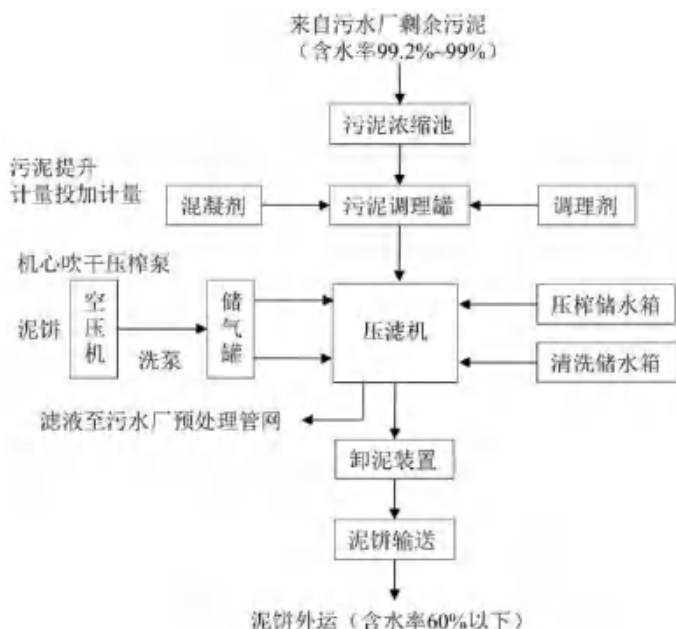 来自污水厂剩余污泥
（含水率99.2%~99%）
污泥浓缩池
污泥提升
计量投加计量
混凝剂
污泥调理罐
调理剂
机心吹干压榨泵
泥饼
空压机
洗泵
储气罐
压滤机
压榨储水箱
清洗储水箱
滤液至污水厂预处理管网
卸泥装置
泥饼输送
泥饼外运（含水率60%以下）